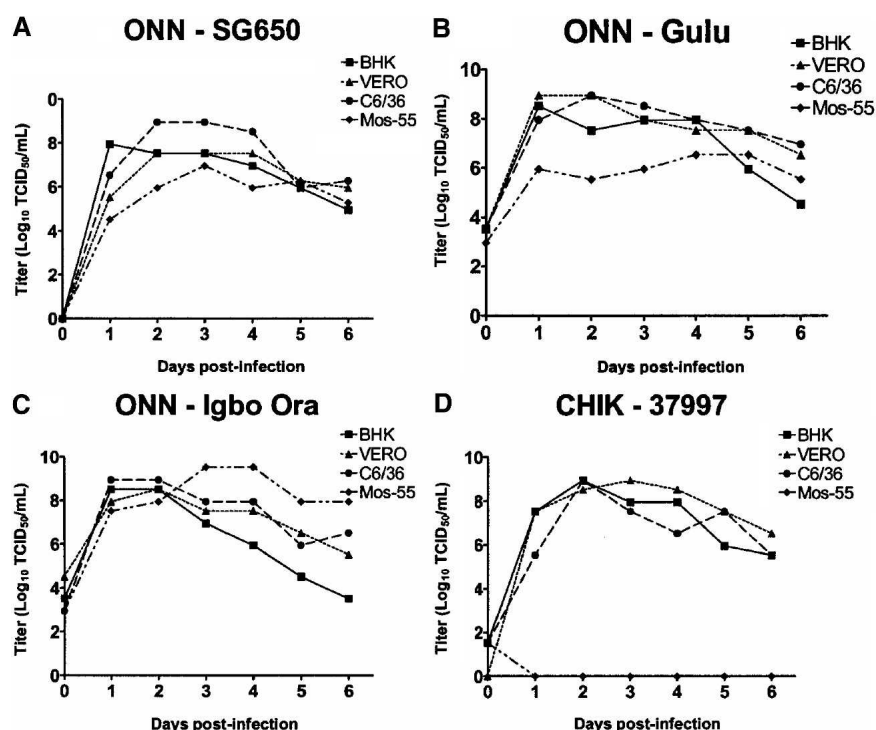 A
ONN - SG650
BHK
VERO
C6/36
Mos-55
Titer (Log10 TCID50/mL)
0
8
6
4
2
0
0 1 2 3 4 5 6
Days post-infection
B
ONN - Gulu
BHK
VERO
C6/36
Mos-55
Titer (Log10 TCID50/mL)
10
8
6
4
2
0 1 2 3 4 5 6
Days post-infection
C
ONN - Igbo Ora
BHK
VERO
C6/36
Mos-55
Titer (Log10 TCID50/mL)
10
8
6
4
2
0
0 1 2 3 4 5 6
Days post-infection
D
CHIK - 37997
BHK
VERO
C6/36
Mos-55
Titer (Log10 TCID50/mL)
10
8
6
4
2
0
0 1 2 3 4 5 6
Days post-infection